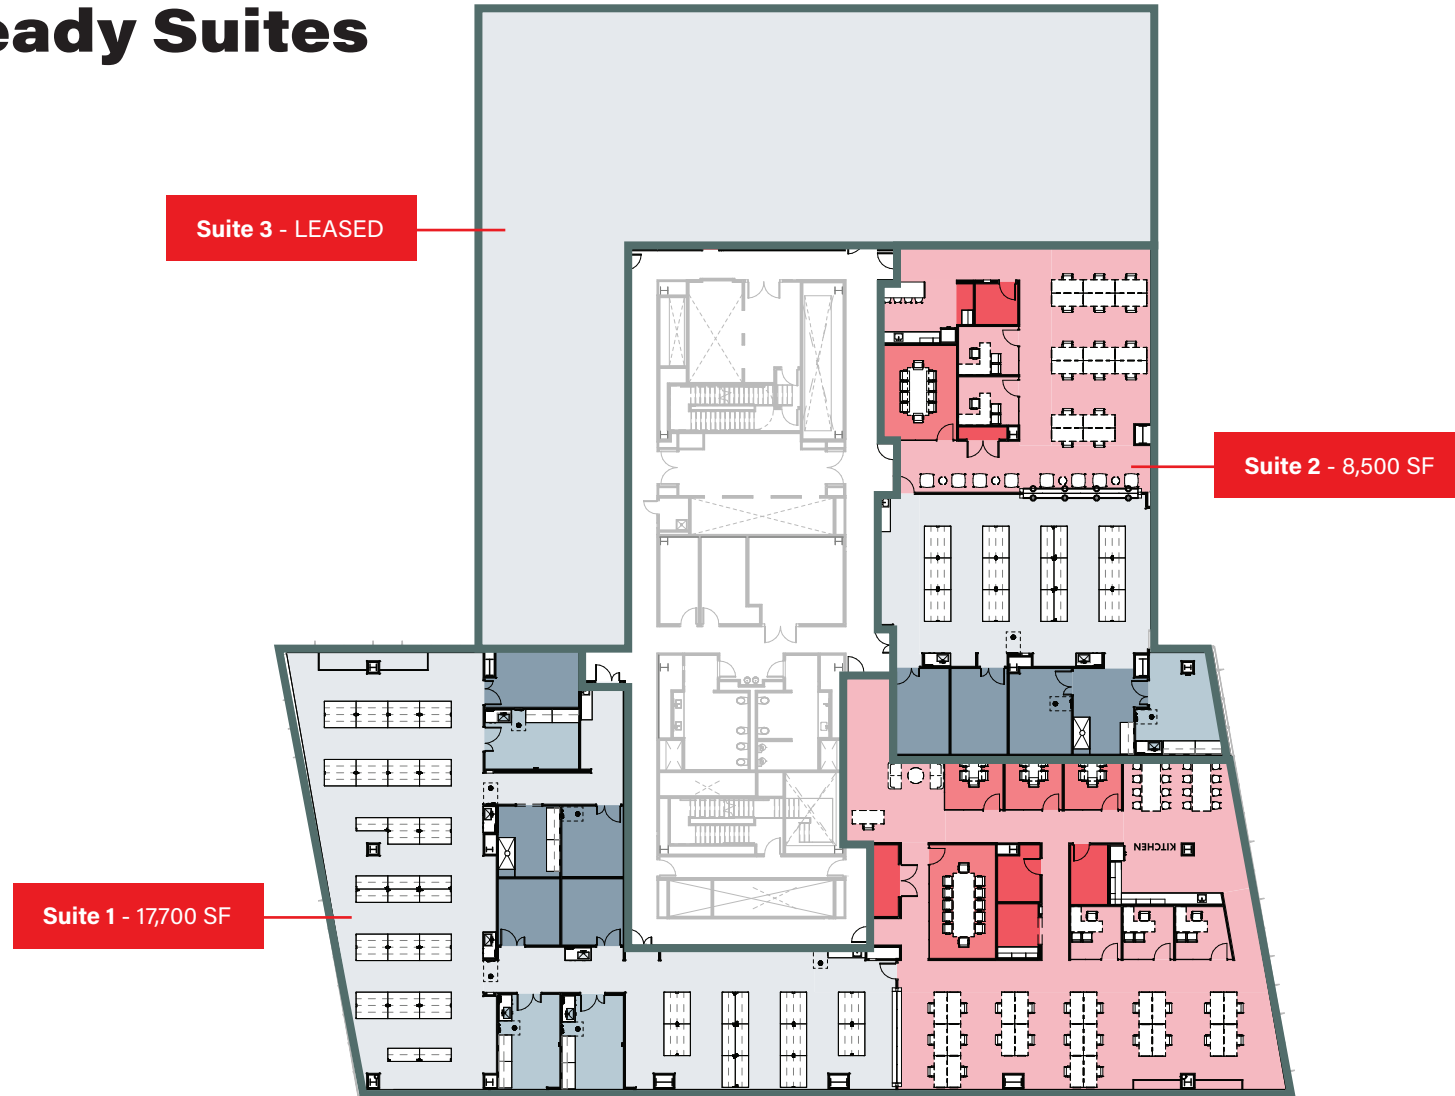 eady Suites
Suite 3 - LEASED
Suite 2 - 8,500 SF
KITCHEN
Suite 1 - 17,700 SF